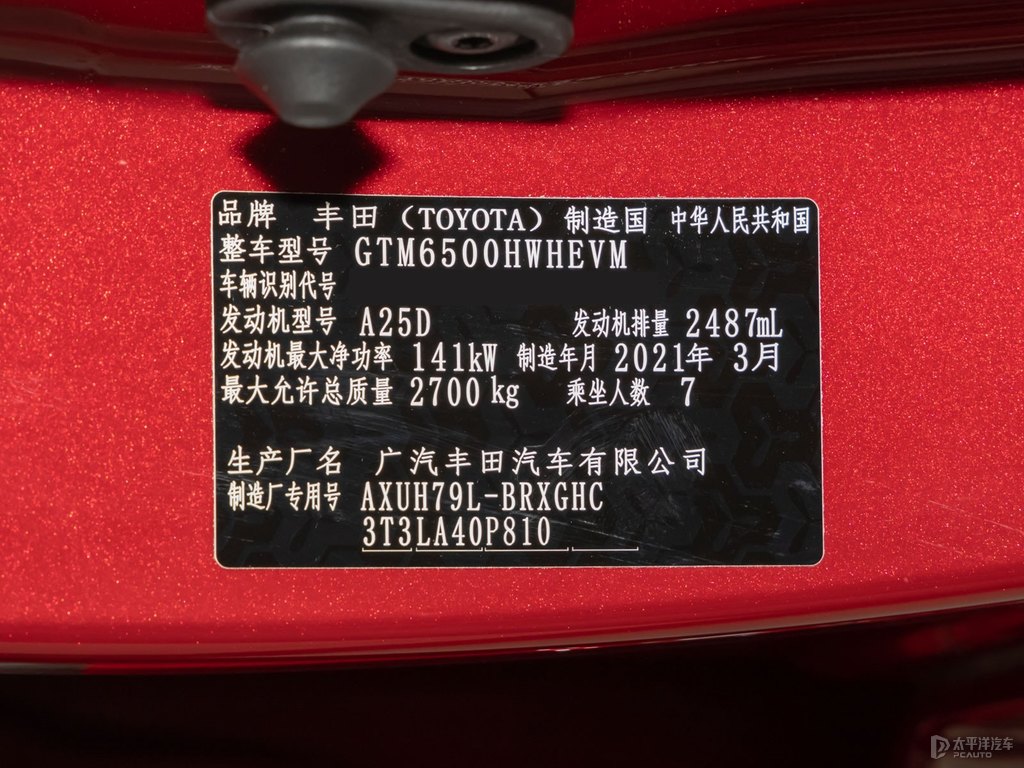 品牌 丰田（TOYOTA）制造国 中华人民共和国
整车型号 GTM6500HWHEVM
车辆识别代号
发动机型号 A25D 发动机排量 2487mL
发动机最大净功率 141kW 制造年月 2021年 3月
最大允许总质量 2700 kg 乘坐人数 7
生产厂名 广汽丰田汽车有限公司
制造厂专用号 AXUH79L-BRXGHC
3T3LA40P810
太平洋汽车
PCAUTO